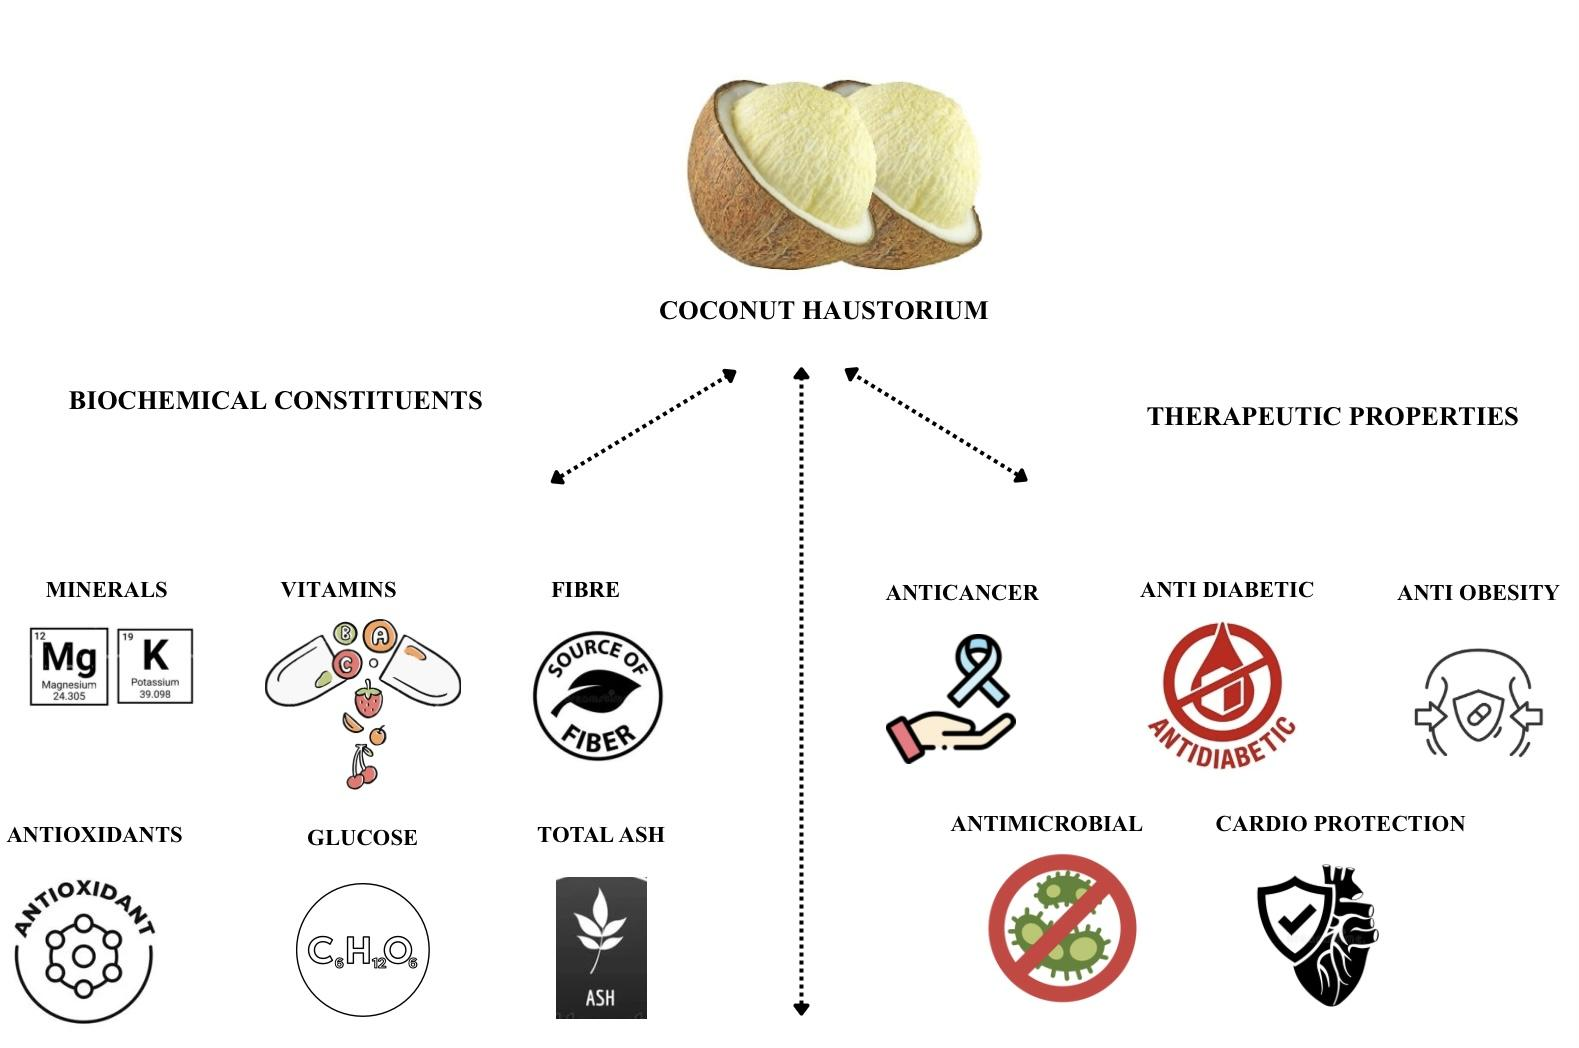 COCONUT HAUSTORIUM
BIOCHEMICAL CONSTITUENTS
THERAPEUTIC PROPERTIES
MINERALS
VITAMINS
FIBRE
12
Mg
Magnesium
24.305
19
K
Potassium
39.098
B
A
C
SOURCE OF
FIBER
ANTICANCER
ANTI DIABETIC
ANTI OBESITY
ANTIDIABETIC
ANTIOXIDANTS
GLUCOSE
TOTAL ASH
ANTIOXIDANT
C6H12O6
ASH
ANTIMICROBIAL
CARDIO PROTECTION